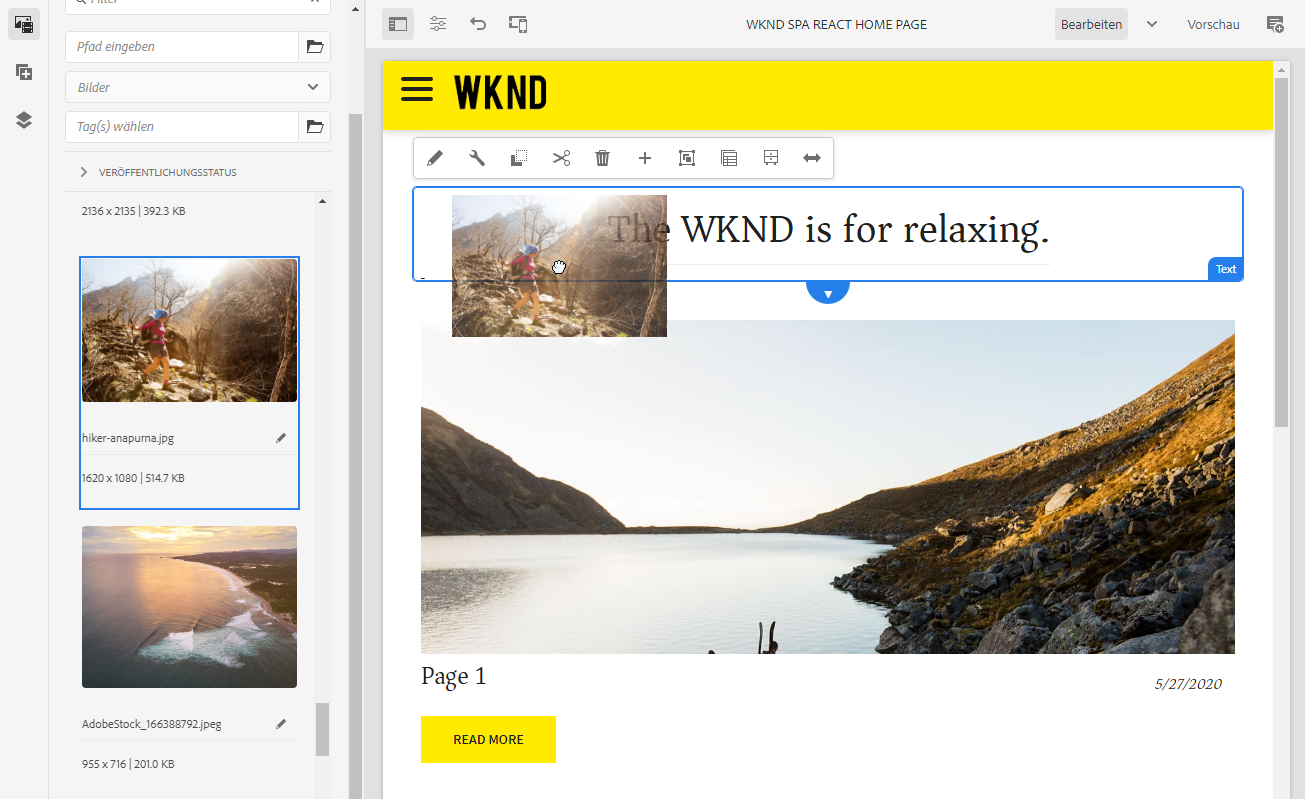 Filter
Pfad eingeben
Bilder
Tag(s) wählen
VERÖFFENTLICHUNGSSTATUS
2136 x 2135 | 392.3 KB
hiker-anapurna.jpg
1620 x 1080 | 514.7 KB
AdobeStock_166388792.jpeg
955 x 716 | 201.0 KB
WKND SPA REACT HOME PAGE
Bearbeiten
Vorschau
WKND
The WKND is for relaxing.
Text
Page 1
5/27/2020
READ MORE